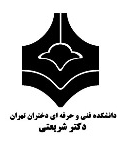 دانشکده فنی و حرفه ای دختران تهران
دکتر شریعتی